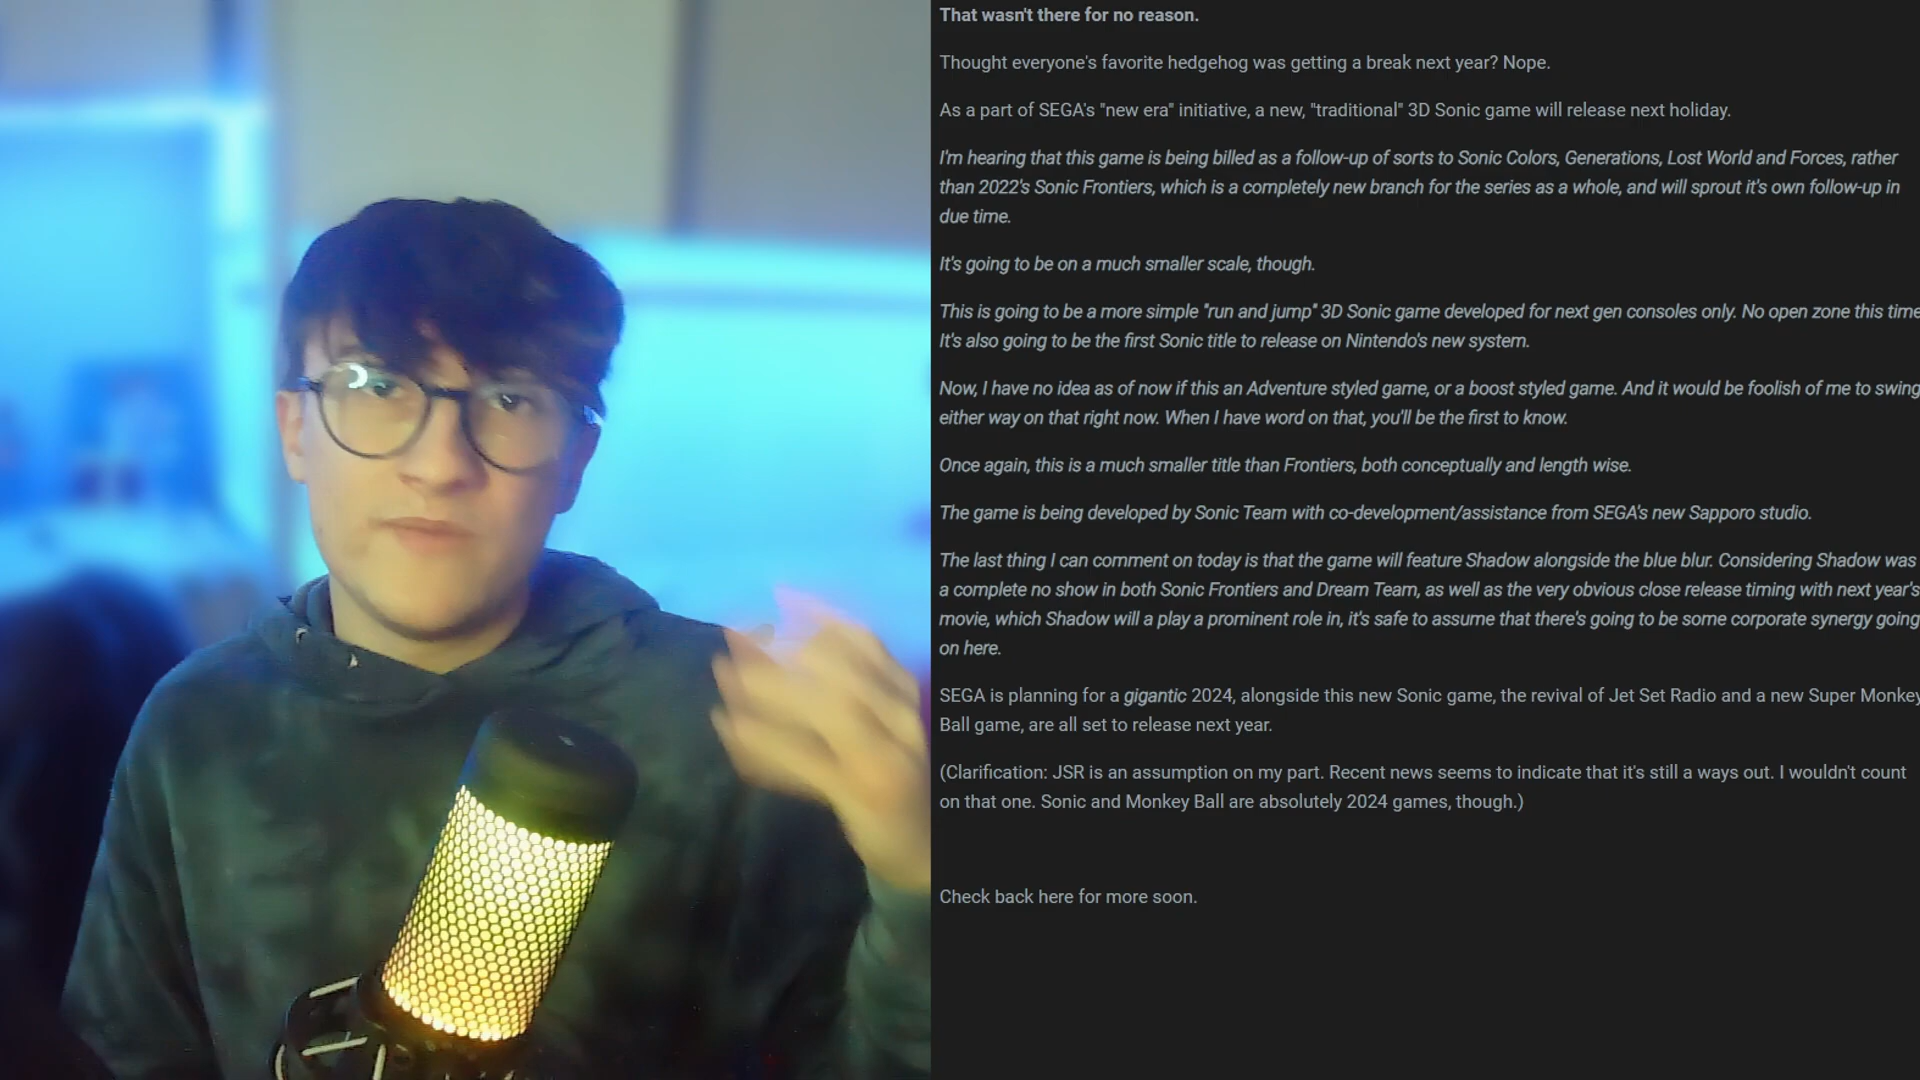 That wasn't there for no reason.
Thought everyone's favorite hedgehog was getting a break next year? Nope.
As a part of SEGA's "new era" initiative, a new, "traditional" 3D Sonic game will release next holiday.
I'm hearing that this game is being billed as a follow-up of sorts to Sonic Colors, Generations, Lost World and Forces, rather
than 2022's Sonic Frontiers, which is a completely new branch for the series as a whole, and will sprout it's own follow-up in
due time.
It's going to be on a much smaller scale, though.
This is going to be a more simple "run and jump" 3D Sonic game developed for next gen consoles only. No open zone this time
It's also going to be the first Sonic title to release on Nintendo's new system.
Now, I have no idea as of now if this an Adventure styled game, or a boost styled game. And it would be foolish of me to swing
either way on that right now. When I have word on that, you'll be the first to know.
Once again, this is a much smaller title than Frontiers, both conceptually and length wise.
The game is being developed by Sonic Team with co-development/assistance from SEGA's new Sapporo studio.
The last thing I can comment on today is that the game will feature Shadow alongside the blue blur. Considering Shadow was
a complete no show in both Sonic Frontiers and Dream Team, as well as the very obvious close release timing with next year's
movie, which Shadow will a play a prominent role in, it's safe to assume that there's going to be some corporate synergy going
on here.
SEGA is planning for a gigantic 2024, alongside this new Sonic game, the revival of Jet Set Radio and a new Super Monkey
Ball game, are all set to release next year.
(Clarification: JSR is an assumption on my part. Recent news seems to indicate that it's still a ways out. I wouldn't count
on that one. Sonic and Monkey Ball are absolutely 2024 games, though.)
Check back here for more soon.